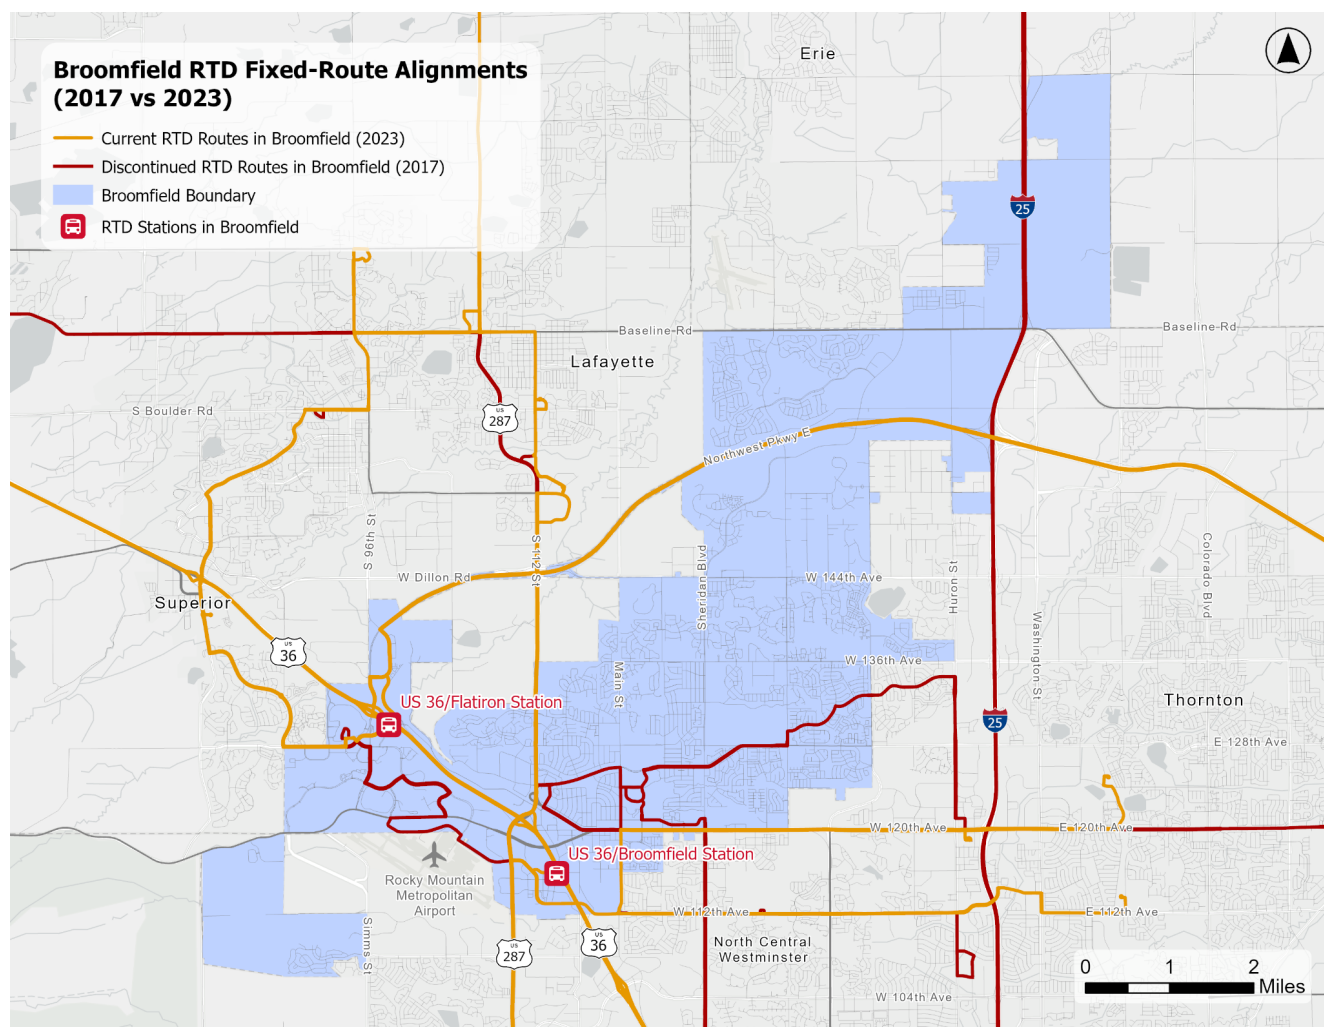 Broomfield RTD Fixed-Route Alignments
(2017 vs 2023)
Current RTD Routes in Broomfield (2023)
Discontinued RTD Routes in Broomfield (2017)
Broomfield Boundary
RTD Stations in Broomfield
Erie
25
Baseline Rd
Baseline Rd
Lafayette
S Boulder Rd
US
287
Northwest Pkwy E
S 96th St
S 112 St
Sheridan Blvd
Colorado Blvd
W Dillon Rd
W 144th Ave
Huron St
Superior
Washington St
US
36
W 136th Ave
Main St
US 36/Flatiron Station
Thornton
25
E 128th Ave
W 120th Ave
E 120th Ave
US 36/Broomfield Station
Rocky Mountain
Metropolitan
Airport
W 112th Ave
E 112th Ave
Simms St
US
287
US
36
North Central
Westminster
W 104th Ave
0
1
2
Miles